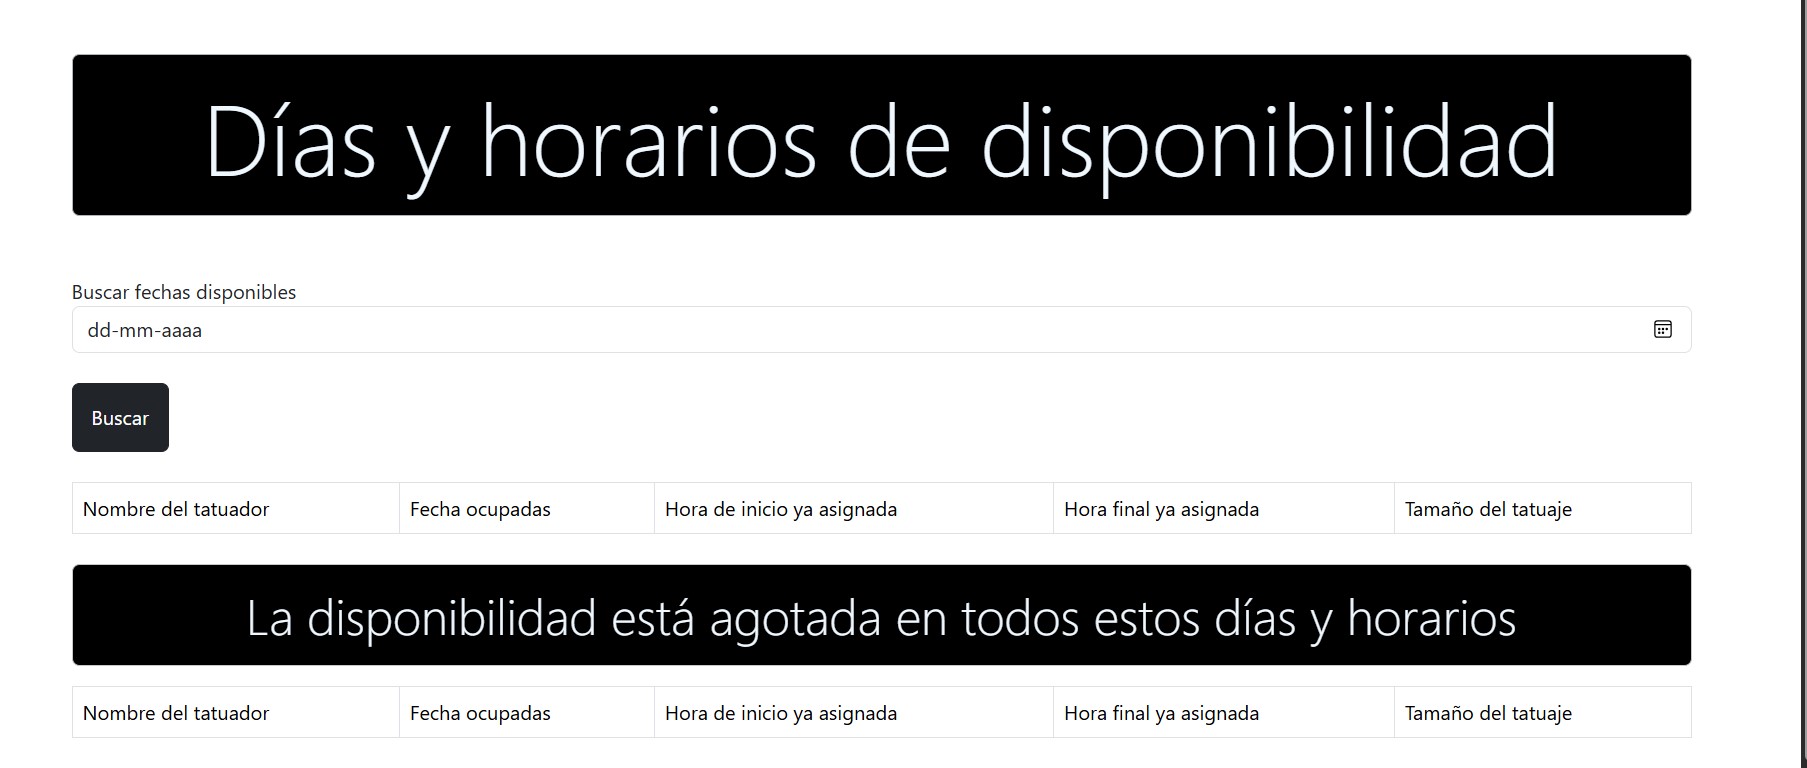 Días y horarios de disponibilidad
Buscar fechas disponibles
dd-mm-aaaa
Buscar
Nombre del tatuador Fecha ocupadas Hora de inicio ya asignada Hora final ya asignada Tamaño del tatuaje
La disponibilidad está agotada en todos estos días y horarios
Nombre del tatuador Fecha ocupadas Hora de inicio ya asignada Hora final ya asignada Tamaño del tatuaje